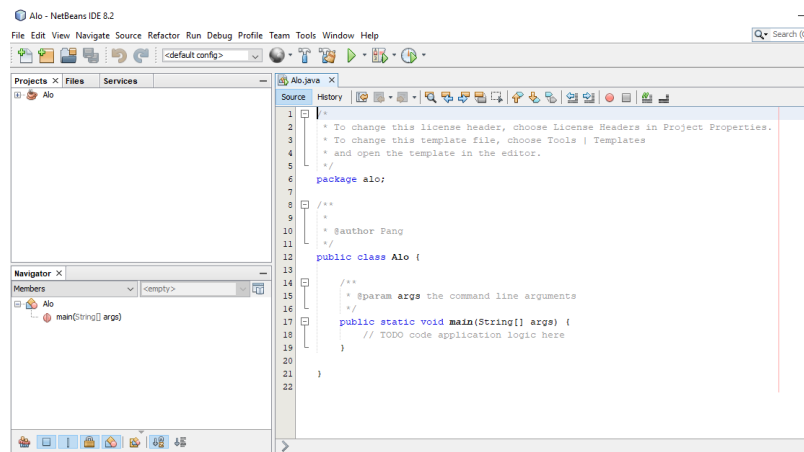 Alo - NetBeans IDE 8.2
File Edit View Navigate Source Refactor Run Debug Profile Team Tools Window Help
Search (C
<default config>
Projects Files Services
Alo
Navigator
Members <empty>
Alo
main(String[] args)
Alo.java
Source History
1 /*
2 * To change this license header, choose License Headers in Project Properties.
3 * To change this template file, choose Tools | Templates
4 * and open the template in the editor.
5 */
6 package alo;
7
8 /**
9 *
10 * @author Pang
11 */
12 public class Alo {
13
14 /**
15 * @param args the command line arguments
16 */
17 public static void main(String[] args) {
18 // TODO code application logic here
19 }
20
21 }
22